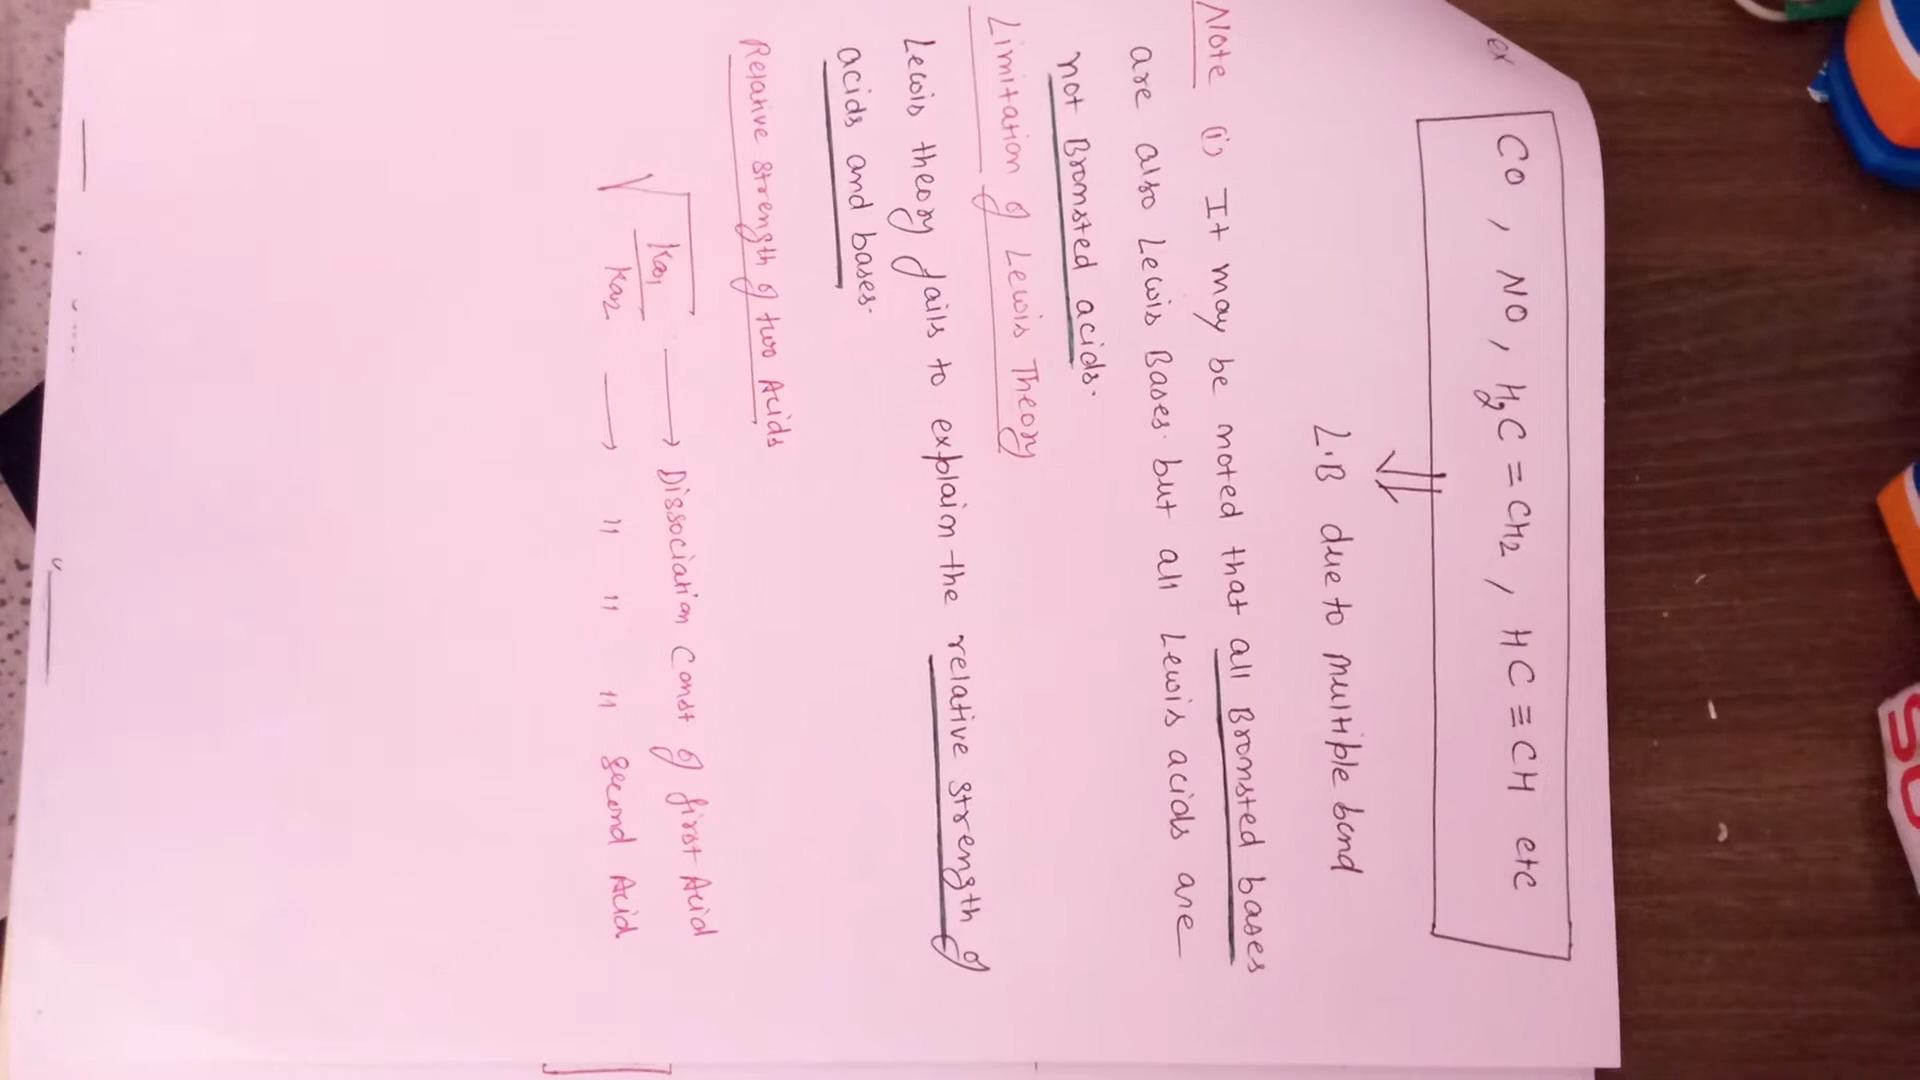 ex
CO, NO, H2C=CH2, HC≡CH etc
L.B due to multiple bond
Note (i) It may be noted that all Bronsted bases
are also Lewis Bases but all Lewis acids are
not Bronsted acids.
Limitation of Lewis Theory
Lewis theory fails to explain the relative strength of
acids and bases.
Relative strength of two Acids
√Ka1 → Dissociation Const of first Acid
Ka2 → " " " second Acid